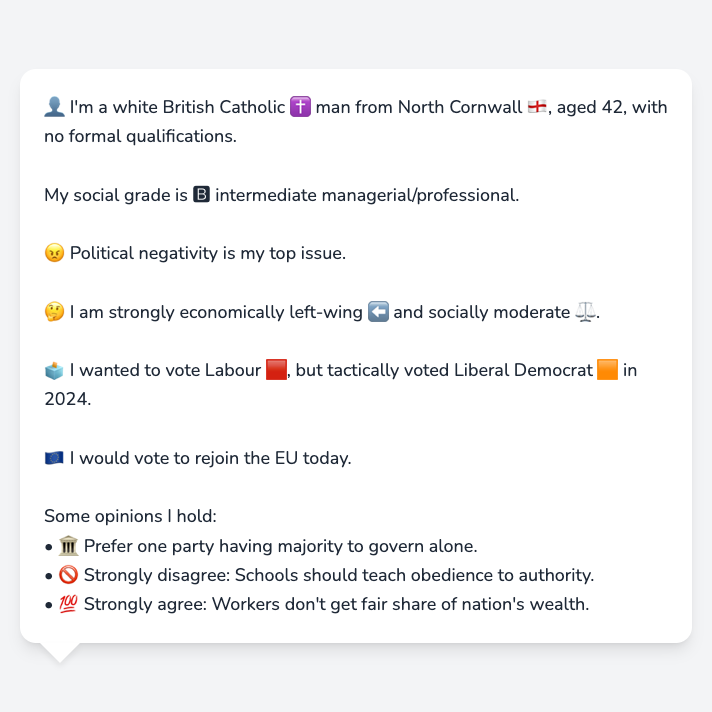 👤 I'm a white British Catholic ✝️ man from North Cornwall 🏴󠁧󠁢󠁥󠁮󠁧󠁿, aged 42, with
no formal qualifications.
My social grade is 🅱 intermediate managerial/professional.
😠 Political negativity is my top issue.
🤔 I am strongly economically left-wing ⬅️ and socially moderate ⚖️.
🗳️ I wanted to vote Labour 🟥, but tactically voted Liberal Democrat 🟧 in
2024.
🇪🇺 I would vote to rejoin the EU today.
Some opinions I hold:
• 🏛️ Prefer one party having majority to govern alone.
• 🚫 Strongly disagree: Schools should teach obedience to authority.
• 💯 Strongly agree: Workers don't get fair share of nation's wealth.